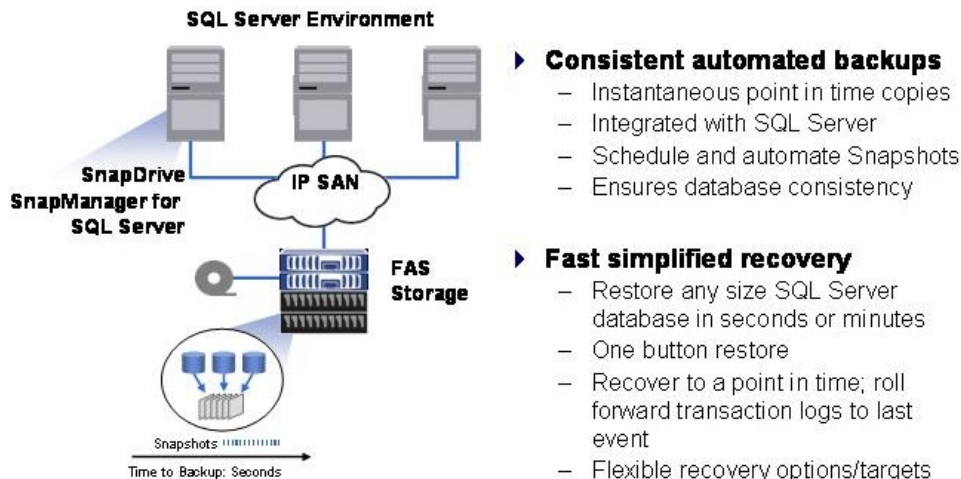 SQL Server Environment
SnapDrive
SnapManager for
SQL Server
IP SAN
FAS
Storage
Snapshots
Time to Backup: Seconds
Consistent automated backups
– Instantaneous point in time copies
– Integrated with SQL Server
– Schedule and automate Snapshots
– Ensures database consistency
Fast simplified recovery
– Restore any size SQL Server
database in seconds or minutes
– One button restore
– Recover to a point in time; roll
forward transaction logs to last
event
– Flexible recovery options/targets